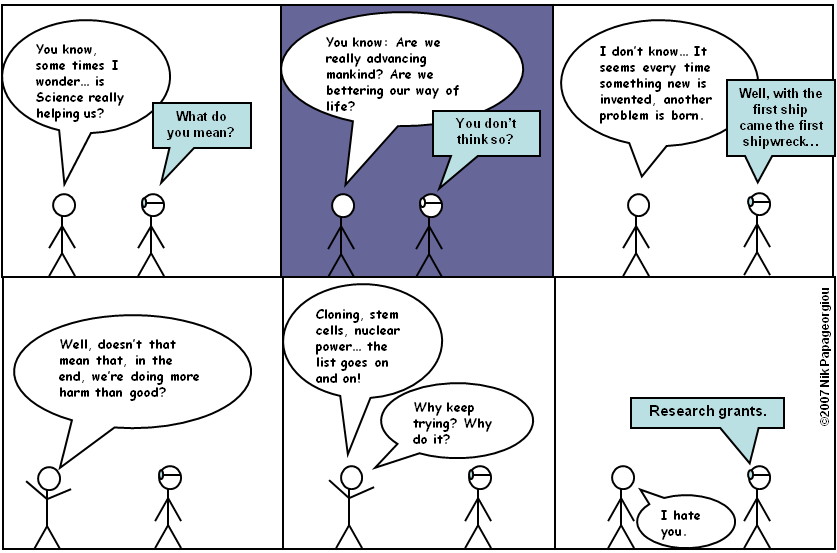 You know,
some times I
wonder... is
Science really
helping us?
What do
you mean?
You know: Are we
really advancing
mankind? Are we
bettering our way of
life?
You don't
think so?
I don't know... It
seems every time
something new is
invented, another
problem is born.
Well, with the
first ship
came the first
shipwreck...
Well, doesn't that
mean that, in the
end, we're doing more
harm than good?
Cloning, stem
cells, nuclear
power... the
list goes on
and on!
Why keep
trying? Why
do it?
Research grants.
I hate
you.
©2007 Nik Papageorgiou